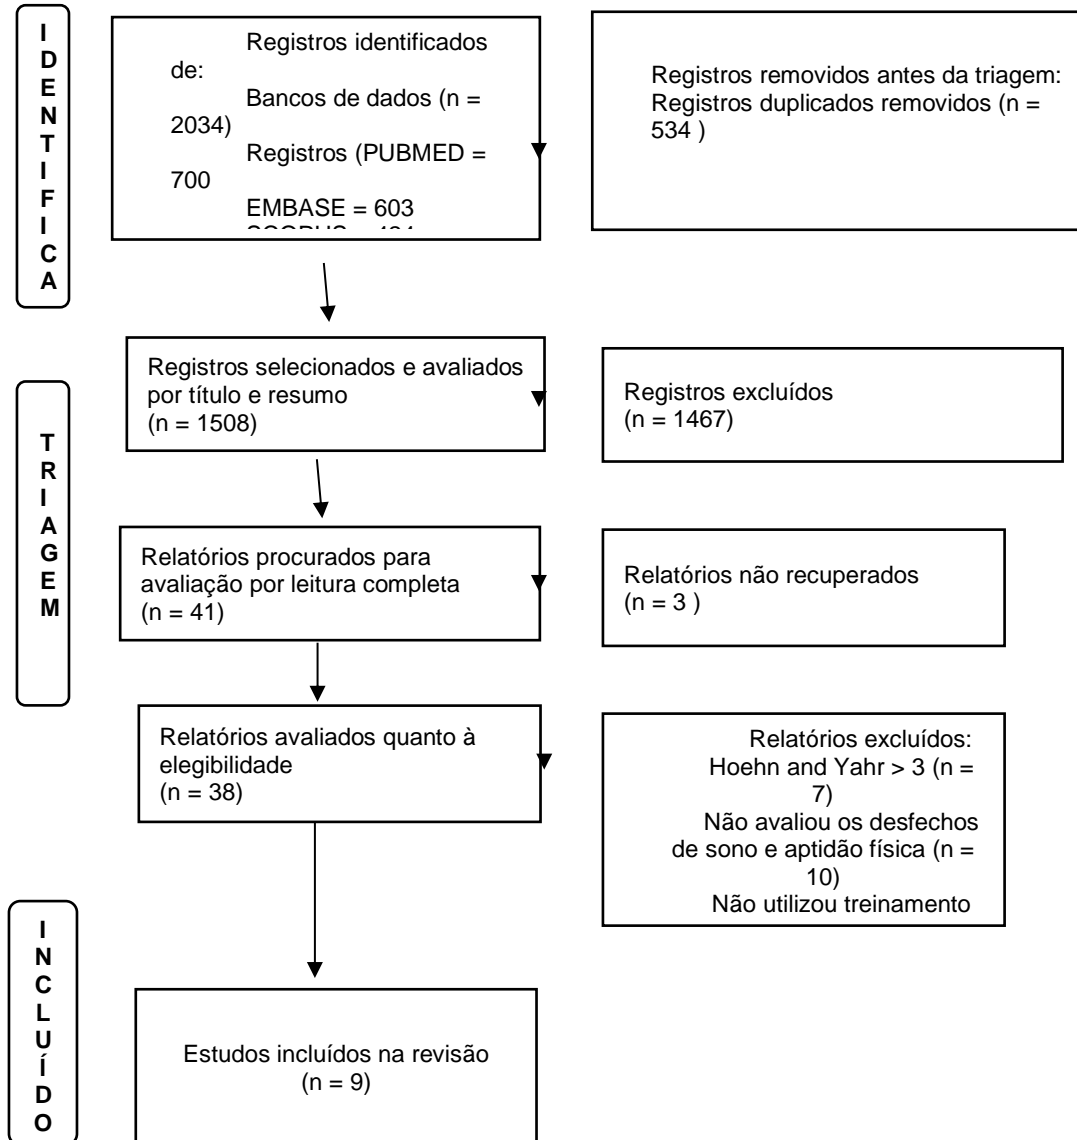 IDENTIFICA
Registros identificados
de:
Bancos de dados (n =
2034)
Registros (PUBMED =
700
EMBASE = 603
Registros removidos antes da triagem:
Registros duplicados removidos (n =
534 )
TRIAGEM
Registros selecionados e avaliados
por título e resumo
(n = 1508)
Registros excluídos
(n = 1467)
Relatórios procurados para
avaliação por leitura completa
(n = 41)
Relatórios não recuperados
(n = 3 )
Relatórios avaliados quanto à
elegibilidade
(n = 38)
Relatórios excluídos:
Hoehn and Yahr > 3 (n =
7)
Não avaliou os desfechos
de sono e aptidão física (n =
10)
Não utilizou treinamento
INCLUÍDO
Estudos incluídos na revisão
(n = 9)